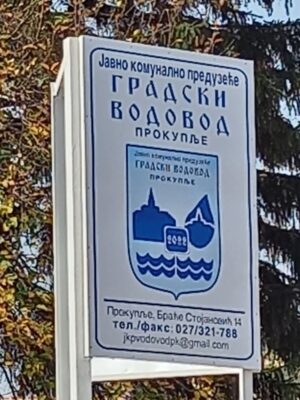 Јавно комунално предузеће
ГРАДСКИ
ВОДОВОД
ПРОКУПЉЕ
Јавно комунално предузеће
ГРАДСКИ ВОДОВОД
ПРОКУПЉЕ
2022
Прокупље, Браће Стојановић 14
тел./факс: 027/321-788
jkpvodovodpk@gmail.com